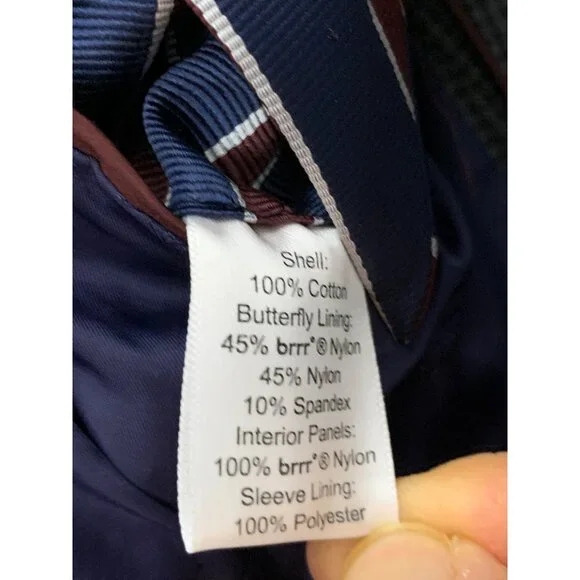 Shell:
100% Cotton
Butterfly Lining:
45% brrr°® Nylon
45% Nylon
10% Spandex
Interior Panels:
100% brrr°® Nylon
Sleeve Lining:
100% Polyester